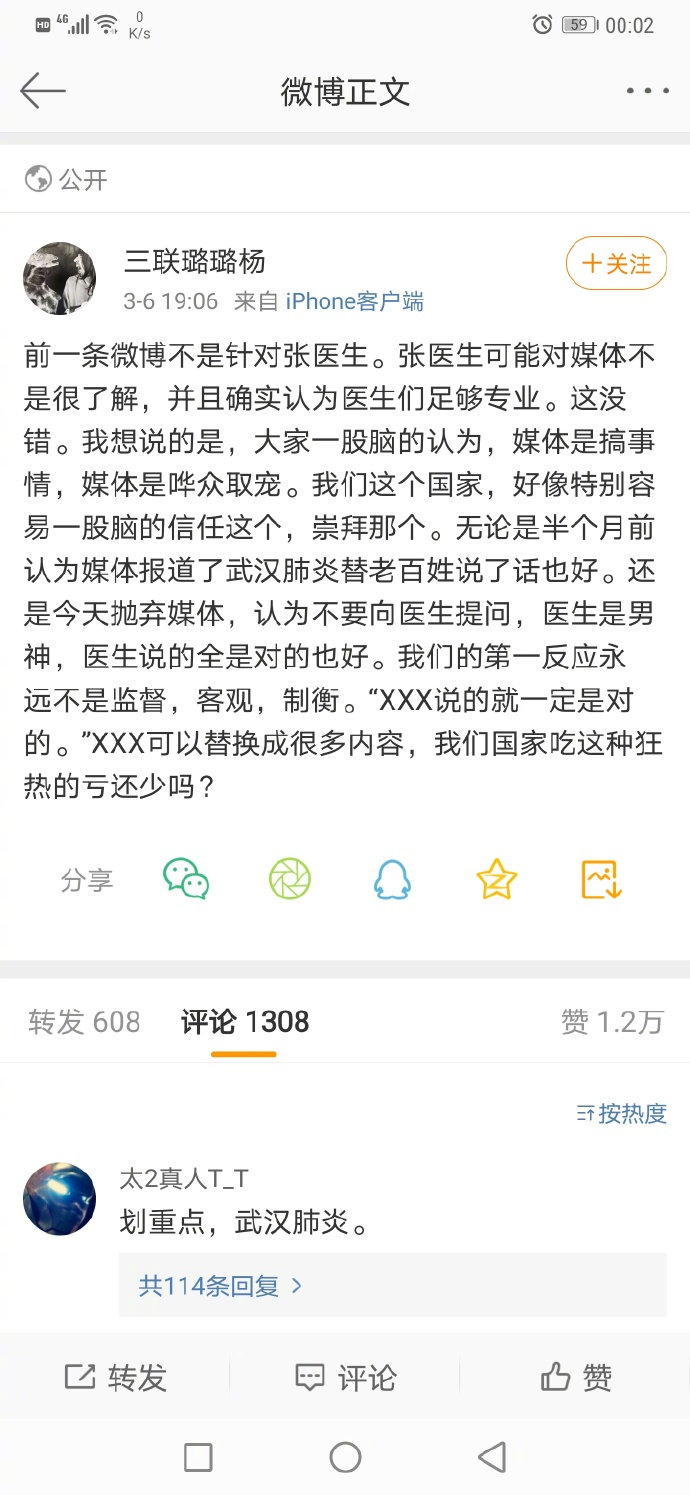 HD 4G 0 K/s 59 00:02
微博正文
公开
三联璐璐杨
+关注
3-6 19:06 来自 iPhone客户端
前一条微博不是针对张医生。张医生可能对媒体不
是很了解，并且确实认为医生们足够专业。这没
错。我想说的是，大家一股脑的认为，媒体是搞事
情，媒体是哗众取宠。我们这个国家，好像特别容
易一股脑的信任这个，崇拜那个。无论是半个月前
认为媒体报道了武汉肺炎替老百姓说了话也好。还
是今天抛弃媒体，认为不要向医生提问，医生是男
神，医生说的全是对的也好。我们的第一反应永
远不是监督，客观，制衡。“XXX说的就一定是对
的。”XXX可以替换成很多内容，我们国家吃这种狂
热的亏还少吗？
分享
转发 608 评论 1308 赞 1.2万
按热度
太2真人T_T
划重点，武汉肺炎。
共114条回复 >
转发 评论 赞